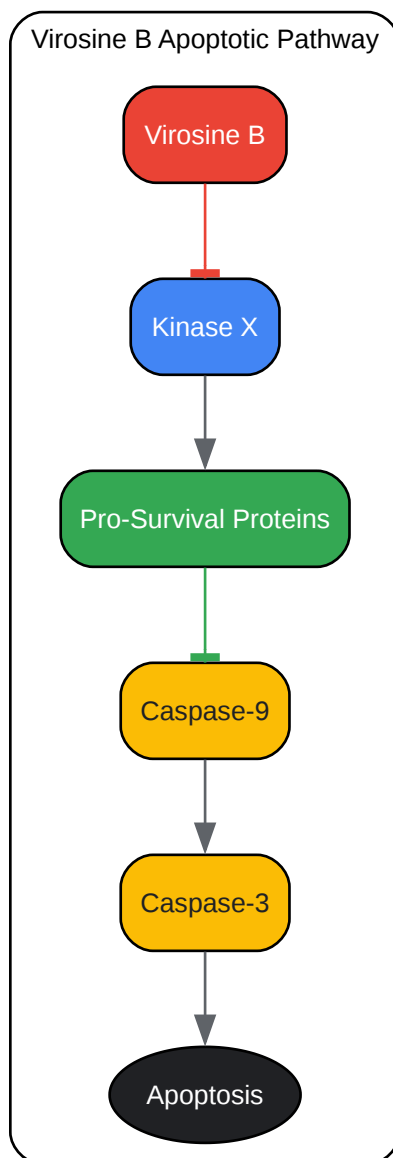 Virosine B Apoptotic Pathway
Virosine B
Kinase X
Pro-Survival Proteins
Caspase-9
Caspase-3
Apoptosis